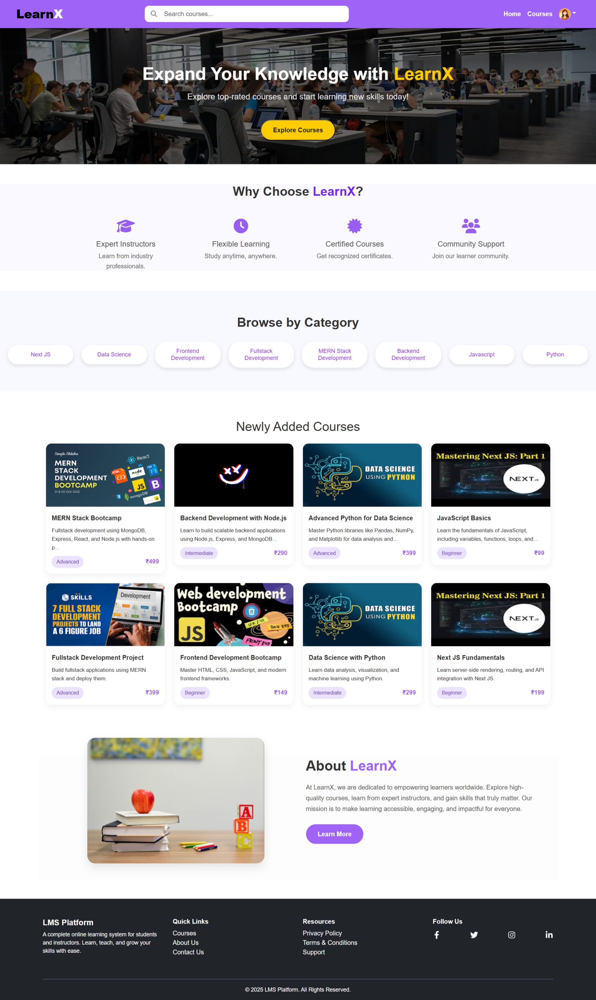 LearnX
Search courses...
Home
Courses
Expand Your Knowledge with LearnX
Explore top-rated courses and start learning new skills today!
Explore Courses
Why Choose LearnX?
Expert Instructors
Learn from industry
professionals.
Flexible Learning
Study anytime, anywhere.
Certified Courses
Get recognized certificates.
Community Support
Join our learner community.
Browse by Category
Next JS
Data Science
Frontend
Development
Fullstack
Development
MERN Stack
Development
Backend
Development
Javascript
Python
Newly Added Courses
Simple Shiksha
MERN
STACK
DEVELOPMENT
BOOTCAMP
01 & 02 Oct 2023
React
HTML
node
CSS
JS
B
3
mongoDB
JS
MERN Stack Bootcamp
Fullstack development using MongoDB,
Express, React, and Node.js with hands-on
p...
Advanced
₹499
Backend Development with Node.js
Learn to build scalable backend applications
using Node.js, Express, and MongoDB...
Intermediate
₹290
DATA SCIENCE
USING PYTHON
Advanced Python for Data Science
Master Python libraries like Pandas, NumPy,
and Matplotlib for data analysis and...
Advanced
₹399
Mastering Next JS: Part 1
NEXT.JS
JavaScript Basics
Learn the fundamentals of JavaScript,
including variables, functions, loops, and...
Beginner
₹99
SKILLS
7 FULL STACK
DEVELOPMENT
PROJECTS TO LAND
A 6 FIGURE JOB
Development
Fullstack Development Project
Build fullstack applications using MERN
stack and deploy them.
Advanced
₹399
Web development
Bootcamp
JS
UX / UI
BACK END
FRONT END
Frontend Development Bootcamp
Master HTML, CSS, JavaScript, and modern
frontend frameworks.
Beginner
₹149
DATA SCIENCE
USING PYTHON
Data Science with Python
Learn data analysis, visualization, and
machine learning using Python.
Intermediate
₹299
Mastering Next JS: Part 1
NEXT.JS
Next JS Fundamentals
Learn server-side rendering, routing, and API
integration with Next JS.
Beginner
₹199
A
B
C
About LearnX
At LearnX, we are dedicated to empowering learners worldwide. Explore high-
quality courses, learn from expert instructors, and gain skills that truly matter. Our
mission is to make learning accessible, engaging, and impactful for everyone.
Learn More
LMS Platform
A complete online learning system for students
and instructors. Learn, teach, and grow your
skills with ease.
Quick Links
Courses
About Us
Contact Us
Resources
Privacy Policy
Terms & Conditions
Support
Follow Us
© 2025 LMS Platform. All Rights Reserved.